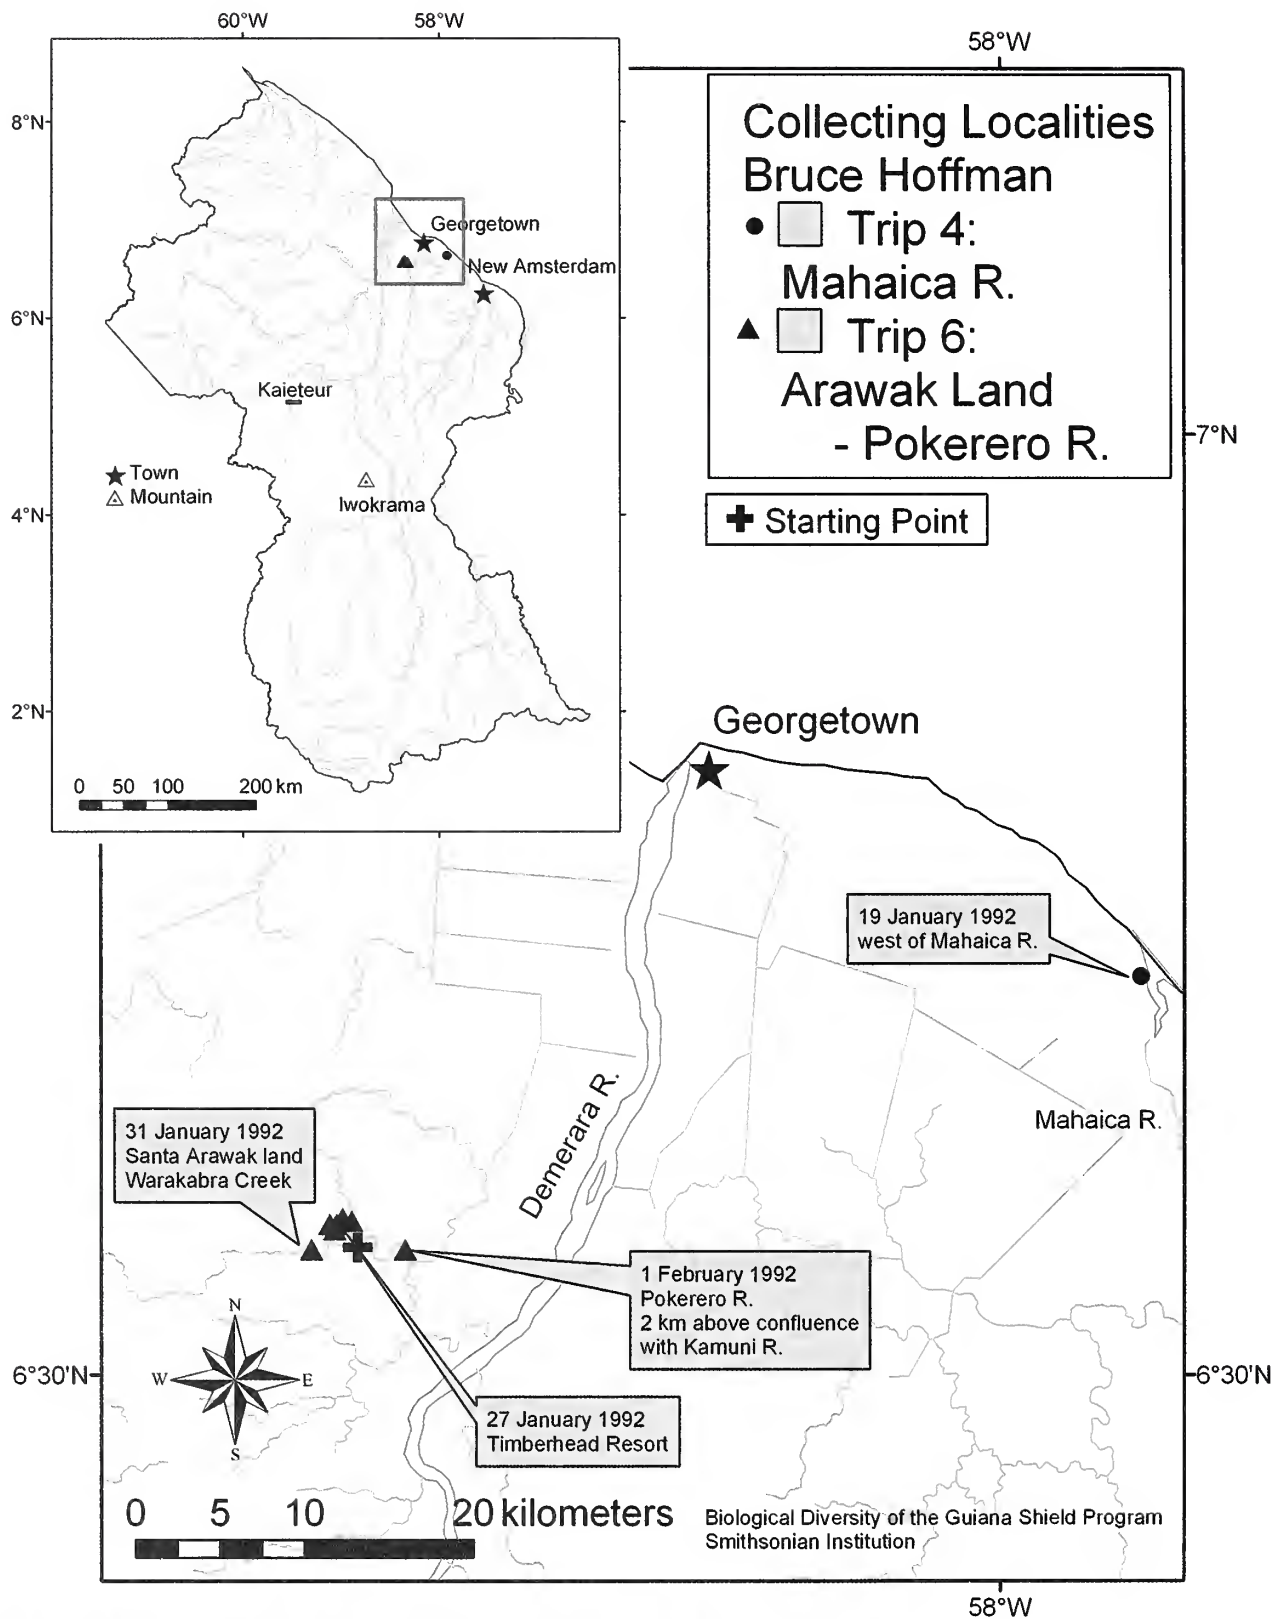 60°W
58°W
8°N
6°N
4°N
2°N
Georgetown
New Amsterdam
Kaieteur
Iwokrama
Town
Mountain
0 50 100 200 km
58°W
Collecting Localities
Bruce Hoffman
Trip 4:
Mahaica R.
Trip 6:
Arawak Land
- Pokerero R.
7°N
Starting Point
Georgetown
19 January 1992
west of Mahaica R.
Demerara R.
Mahaica R.
31 January 1992
Santa Arawak land
Warakabra Creek
1 February 1992
Pokerero R.
2 km above confluence
with Kamuni R.
6°30'N
6°30'N
N
W
E
S
27 January 1992
Timberhead Resort
0 5 10 20 kilometers
Biological Diversity of the Guiana Shield Program
Smithsonian Institution
58°W